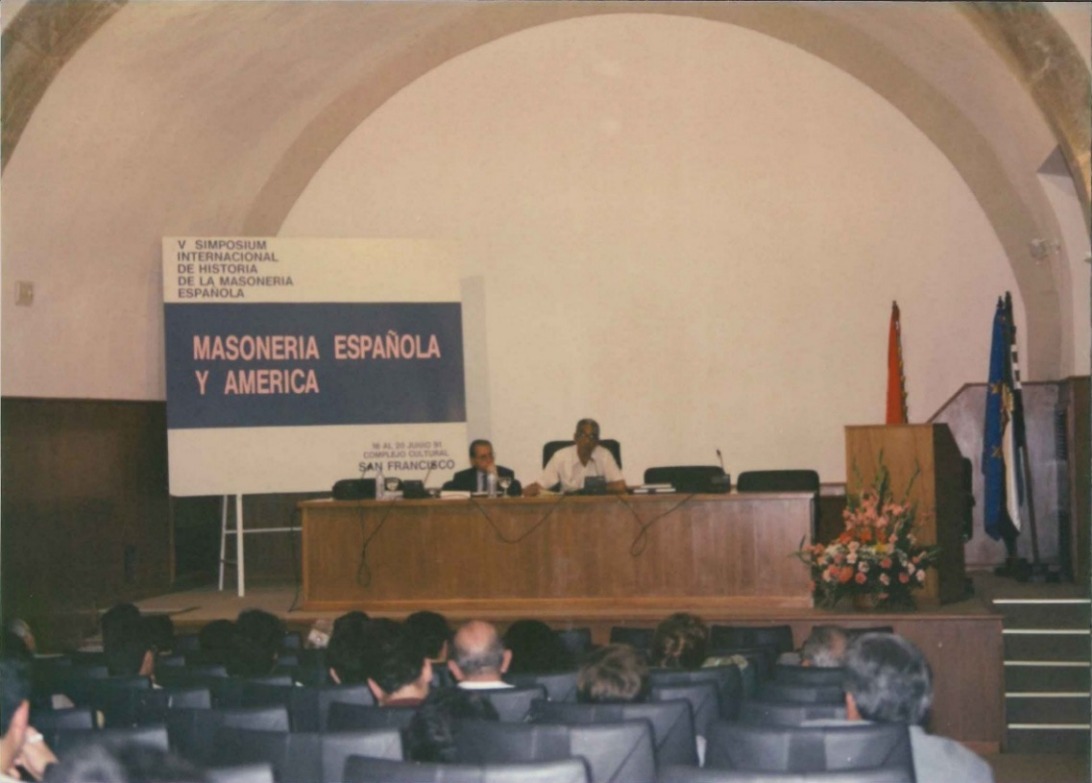 V SIMPOSIUM
INTERNACIONAL
DE HISTORIA
DE LA MASONERIA
ESPAÑOLA
MASONERIA ESPAÑOLA
Y AMERICA
AL 20 JUNIO 91
COMPLEJO CULTURAL
SAN FRANCISCO